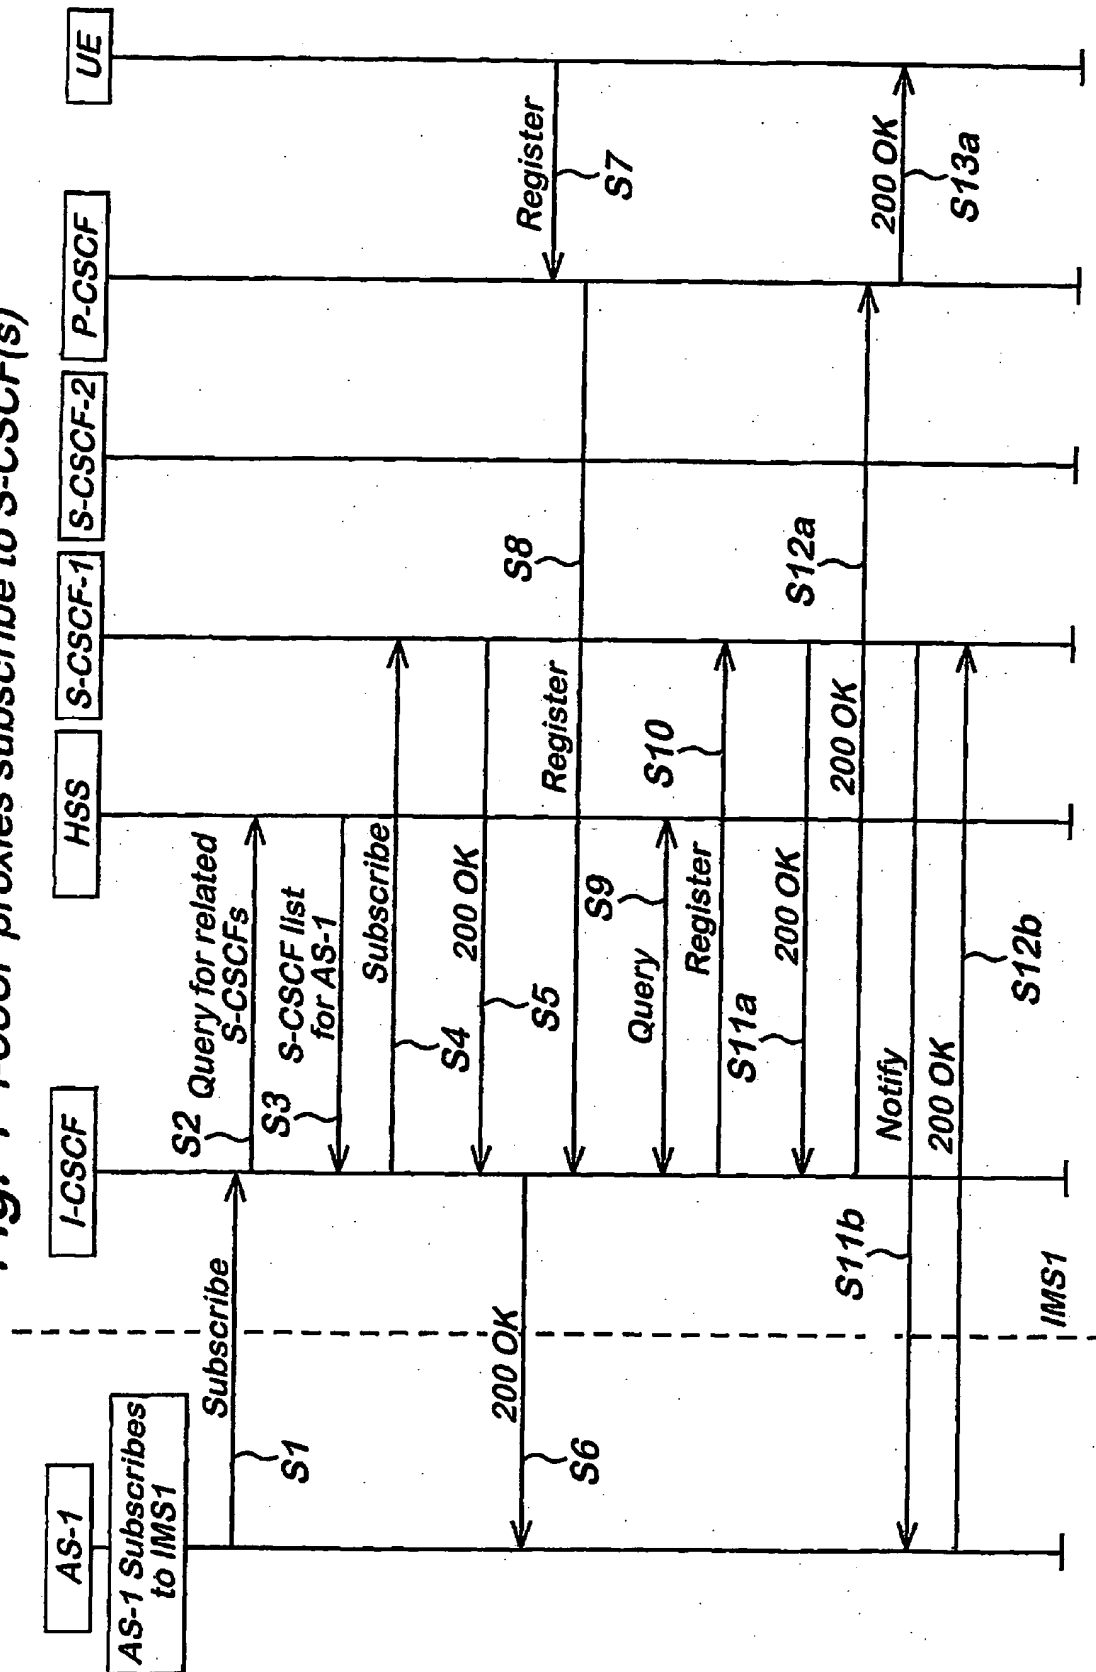 I-CSCF proxies subscribe to S-CSCF(s)
AS-1
I-CSCF
HSS
S-CSCF-1
S-CSCF-2
P-CSCF
UE
AS-1 Subscribes
to IMS1
Subscribe
S1
S2
Query for related
S-CSCFs
S3
S-CSCF list
for AS-1
Subscribe
S4
200 OK
S5
200 OK
S6
Register
S7
Register
S8
Query
S9
Register
S10
200 OK
S11a
200 OK
S12a
200 OK
S13a
Notify
S11b
200 OK
S12b
IMS1